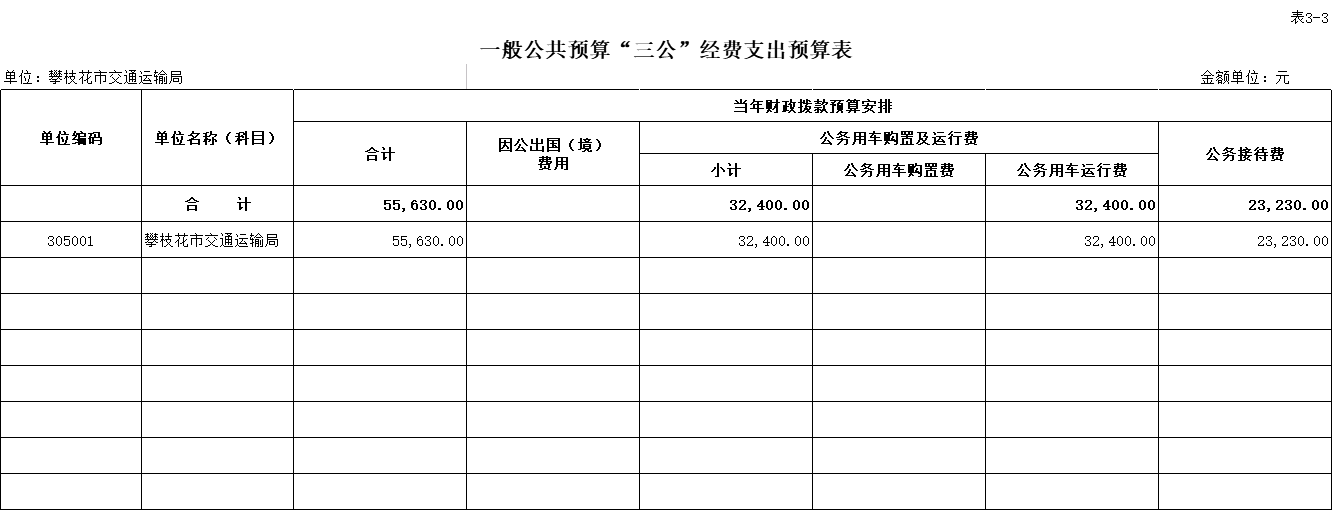 表3-3
一般公共预算“三公”经费支出预算表
单位：攀枝花市交通运输局 金额单位：元
单位编码 单位名称（科目） 当年财政拨款预算安排
合计 因公出国（境）费用 公务用车购置及运行费 公务接待费
小计 公务用车购置费 公务用车运行费
合 计 55,630.00 32,400.00 32,400.00 23,230.00
305001 攀枝花市交通运输局 55,630.00 32,400.00 32,400.00 23,230.00